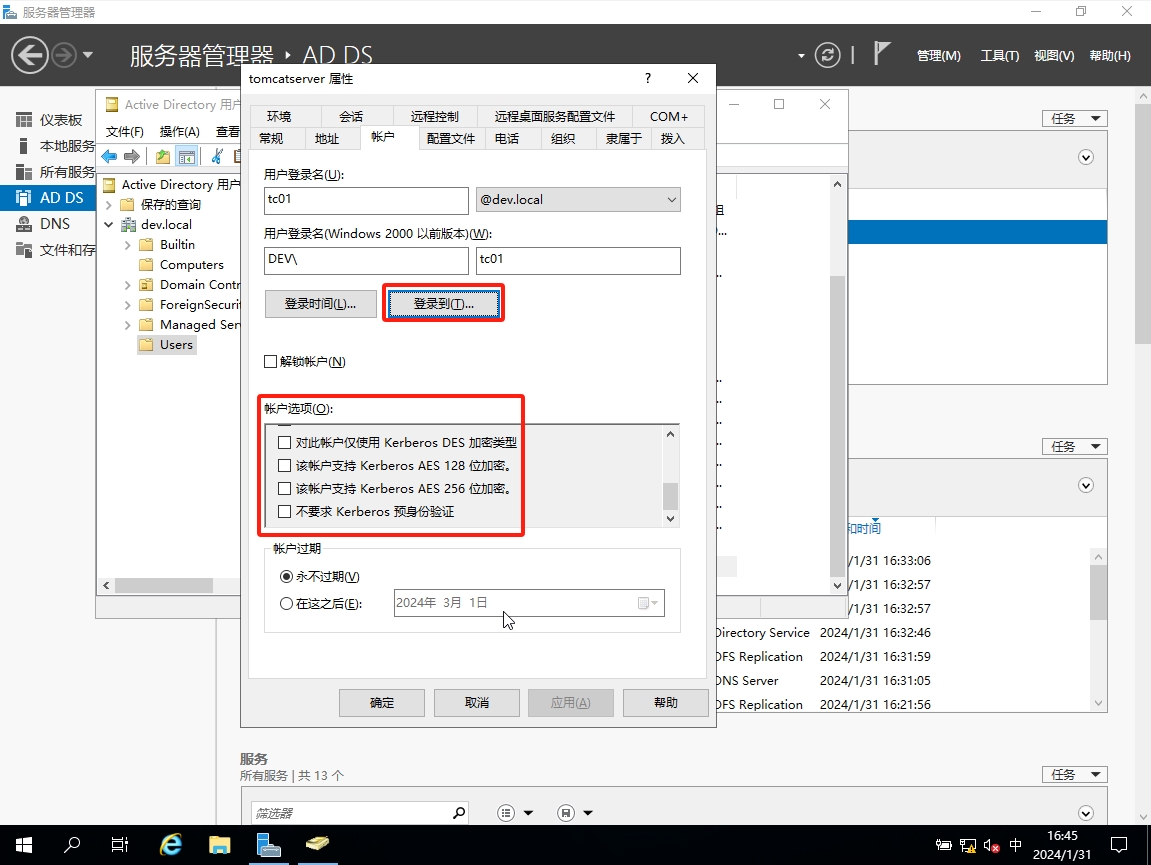 服务器管理器
服务器管理器 • AD DS
管理(M) 工具(T) 视图(V) 帮助(H)
仪表板
本地服务
所有服务
AD DS
DNS
文件和存
Active Directory 用户
文件(F) 操作(A) 查看
Active Directory 用户
保存的查询
dev.local
Builtin
Computers
Domain Contr
ForeignSecurit
Managed Ser
Users
tomcatserver 属性
?
环境 会话 远程控制 远程桌面服务配置文件 COM+
常规 地址 帐户 配置文件 电话 组织 隶属于 拨入
用户登录名(U):
tc01 @dev.local
用户登录名(Windows 2000 以前版本)(W):
DEV\ tc01
登录时间(L)... 登录到(T)...
解锁帐户(N)
帐户选项(O):
对此帐户仅使用 Kerberos DES 加密类型
该帐户支持 Kerberos AES 128 位加密。
该帐户支持 Kerberos AES 256 位加密。
不要求 Kerberos 预身份验证
帐户过期
永不过期(V)
在这之后(E): 2024年 3月 1日
确定 取消 应用(A) 帮助
组
任务
任务
和时间
/1/31 16:33:06
/1/31 16:32:57
/1/31 16:32:57
Directory Service 2024/1/31 16:32:46
DFS Replication 2024/1/31 16:31:59
DNS Server 2024/1/31 16:31:05
DFS Replication 2024/1/31 16:21:56
服务
所有服务 | 共 13 个
任务
筛选器
中
16:45
2024/1/31